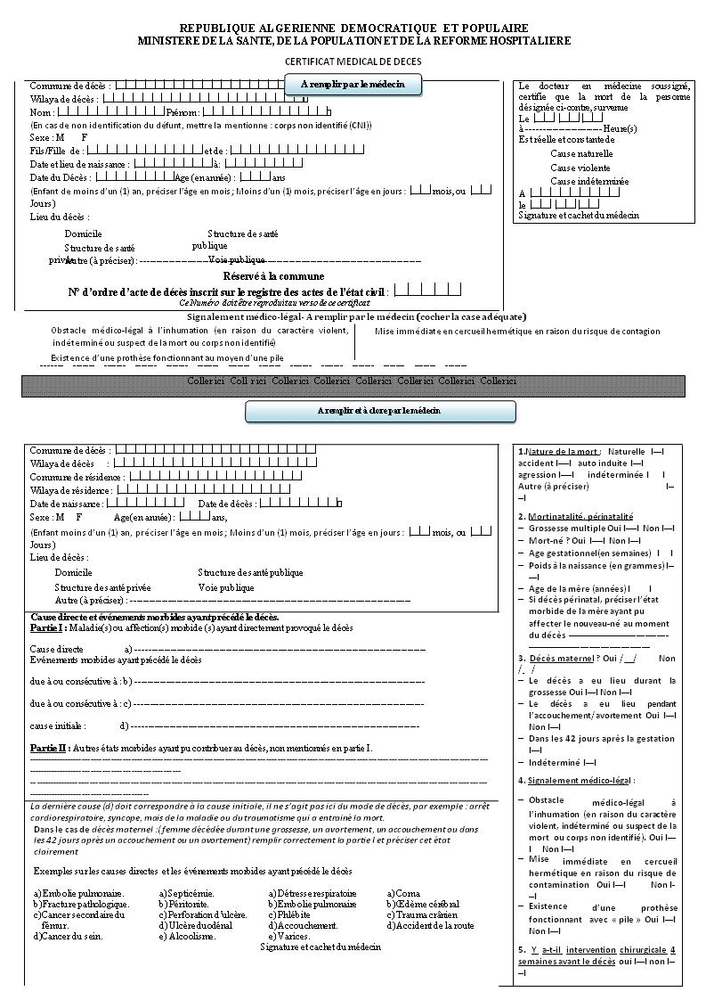 REPUBLIQUE ALGERIENNE DEMOCRATIQUE ET POPULAIRE
MINISTERE DE LA SANTE, DE LA POPULATION ET DE LA REFORME HOSPITALIERE
CERTIFICAT MEDICAL DE DECES
A remplir par le médecin
Commune de décès :
Wilaya de décès :
Nom : Prénom :
(En cas de non identification du défunt, mettre la mentionne : corps non identifié (CNI))
Sexe : M F
Fils/Fille de : et de :
Date et lieu de naissance : à :
Date du Décès : Age (en année) : ans
(Enfant de moins d'un (1) an, préciser l'âge en mois ; Moins d'un (1) mois, préciser l'âge en jours : mois, ou
Jours)
Lieu du décès :
Domicile Structure de santé
publique
Structure de santé
privée
Autre (à préciser) : Voie publique
Réservé à la commune
N° d'ordre d'acte de décès inscrit sur le registre des actes de l'état civil :
Ce Numéro doit être reproduit au verso de ce certificat
Le docteur en médecine soussigné,
certifie que la mort de la personne
désignée ci-contre, survenue
Le
à -------------------------- Heure(s)
Est réelle et constante de
Cause naturelle
Cause violente
Cause indéterminée
A
le
Signature et cachet du médecin
Signalement médico-légal- A remplir par le médecin (cocher la case adéquate)
Obstacle médico-légal à l'inhumation (en raison du caractère violent,
indéterminé ou suspect de la mort ou corps non identifié)
Existence d'une prothèse fonctionnant au moyen d'une pile
Mise immédiate en cercueil hermétique en raison du risque de contagion
Coller ici Coll r ici Coller ici Coller ici Coller ici Coller ici Coller ici Coller ici
A remplir et à clore par le médecin
Commune de décès :
Wilaya de décès :
Commune de résidence :
Wilaya de résidence :
Date de naissance : Date de décès :
Sexe : M F Age(en année) : ans,
(Enfant moins d'un (1) an, préciser l'âge en mois ; Moins d'un (1) mois, préciser l'âge en jours : mois, ou
Jours)
Lieu de décès :
Domicile Structure de santé publique
Structure de santé privée Voie publique
Autre (à préciser) :
Cause directe et événements morbides ayant précédé le décès.
Partie I : Maladie(s) ou affection(s) morbide (s) ayant directement provoqué le décès
Cause directe a)
Evénements morbides ayant précédé le décès
due à ou consécutive à : b)
due à ou consécutive à : c)
cause initiale : d)
Partie II : Autres états morbides ayant pu contribuer au décès, non mentionnés en partie I.
La dernière cause (d) doit correspondre à la cause initiale, il ne s'agit pas ici du mode de décès, par exemple : arrêt
cardiorespiratoire, syncope, mais de la maladie ou du traumatisme qui a entrainé la mort.
Dans le cas de décès maternel :( femme décédée durant une grossesse, un avortement, un accouchement ou dans
les 42 jours après un accouchement ou un avortement) remplir correctement la partie I et préciser cet état
clairement
Exemples sur les causes directes et les événements morbides ayant précédé le décès
a)Embolie pulmonaire. a)Septicémie. a)Détresse respiratoire a)Coma
b)Fracture pathologique. b)Péritonite. b)Embolie pulmonaire b)Œdème cérébral
c)Cancer secondaire du c)Perforation d'ulcère. c)Phlébite c)Trauma crânien
fémur. d)Ulcère duodénal d)Accouchement. d)Accident de la route
d)Cancer du sein. e) Alcoolisme. e)Varices.
Signature et cachet du médecin
1.Nature de la mort : Naturelle I—I
accident I—I auto induite I—I
agression I—I indéterminée I I
Autre (à préciser) I–
–I
2. Mortinatalité, périnatalité
– Grossesse multiple Oui I—I Non I—I
– Mort-né ? Oui I—I Non I—I
– Age gestationnel(en semaines) I I
– Poids à la naissance (en grammes) I–
—I
– Age de la mère (années) I I
– Si décès périnatal, préciser l'état
morbide de la mère ayant pu
affecter le nouveau-né au moment
du décès
3. Décès maternel ? Oui /__/ Non
/_ /
– Le décès a eu lieu durant la
grossesse Oui I—I Non I—I
– Le décès a eu lieu pendant
l'accouchement/avortement Oui I—I
Non I—I
– Dans les 42 jours après la gestation
I—I
– Indéterminé I—I
4. Signalement médico-légal :
– Obstacle médico-légal à
l'inhumation (en raison du caractère
violent, indéterminé ou suspect de la
mort ou corps non identifié). Oui I—
I Non I—I
– Mise immédiate en cercueil
hermétique en raison du risque de
contamination Oui I—I Non I-
-I
– Existence d'une prothèse
fonctionnant avec « pile » Oui I—I
Non I—I
5. Y a-t-il intervention chirurgicale 4
semaines avant le décès oui I—I non I–
–I